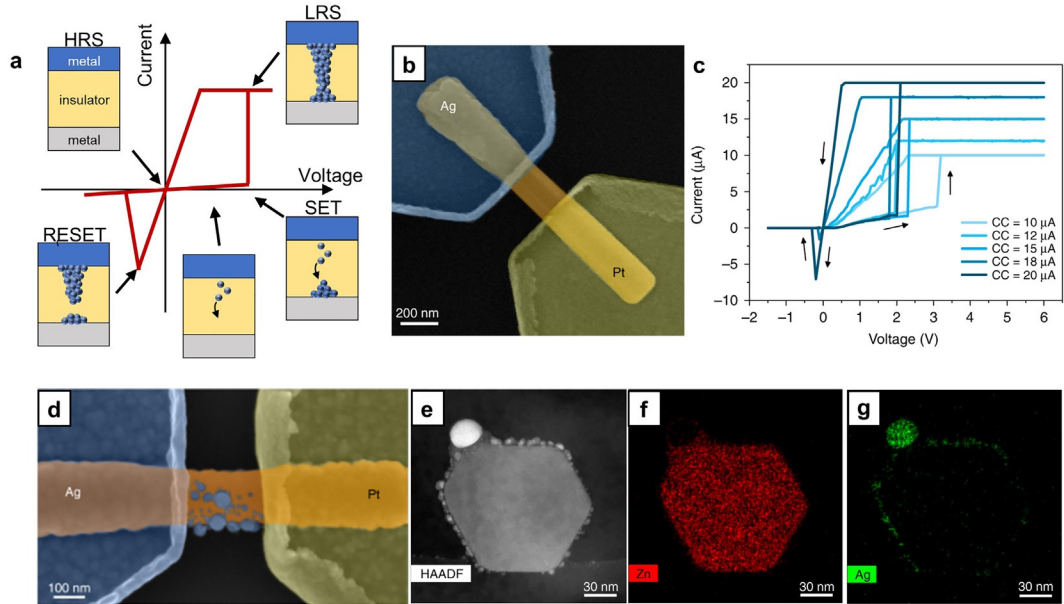 a
HRS
metal
insulator
metal
Current
LRS
Voltage
RESET
SET
b
Ag
Pt
200 nm
c
Current (μA)
20
15
10
5
0
−5
−10
−2
−1
0
1
2
3
4
5
6
Voltage (V)
CC = 10 μA
CC = 12 μA
CC = 15 μA
CC = 18 μA
CC = 20 μA
d
Ag
Pt
100 nm
e
HAADF
30 nm
f
Zn
30 nm
g
Ag
30 nm